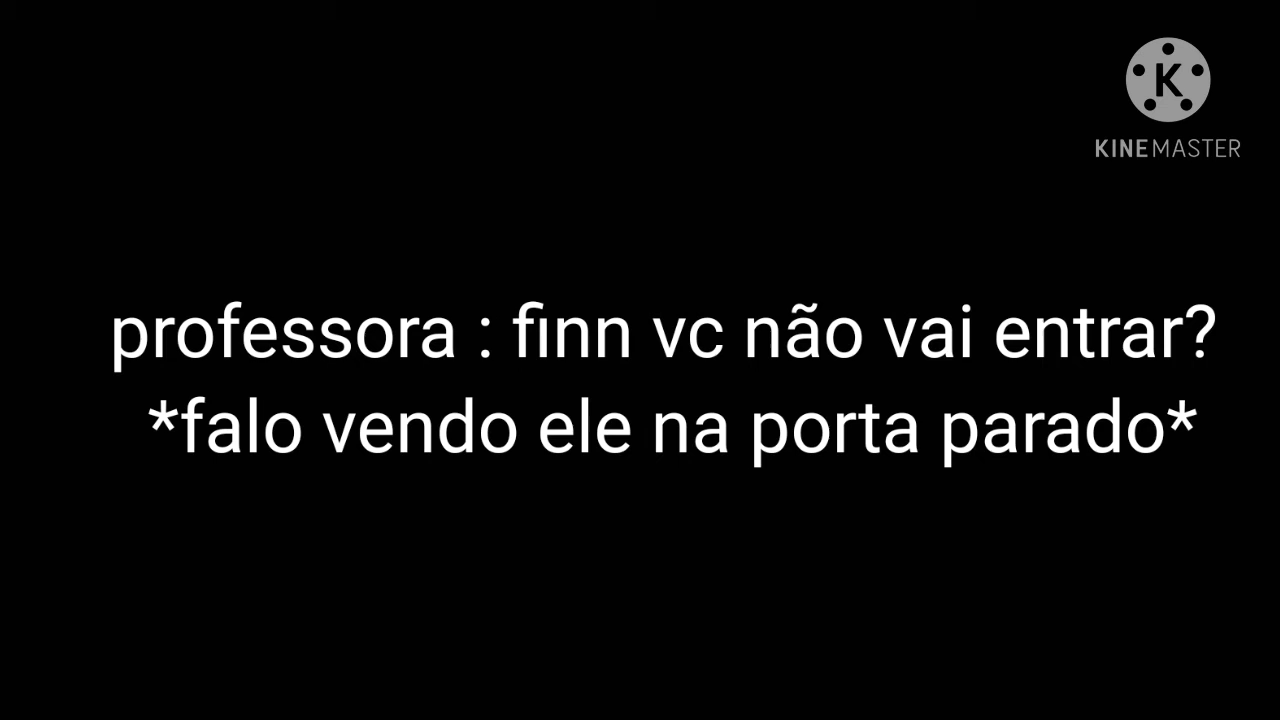 K
KINEMASTER
professora : finn vc não vai entrar?
*falo vendo ele na porta parado*